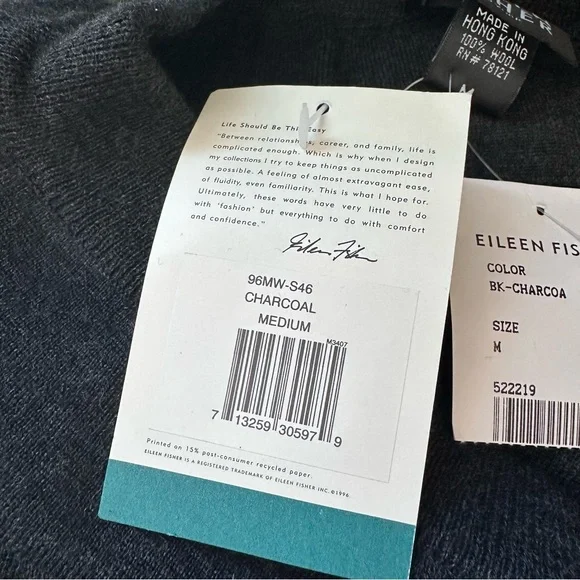 MADE IN
HONG KONG
100% WOOL
RN# 78121
M
Life Should Be This Easy
"Between relationships, career, and family, life is
complicated enough. Which is why when I design
my collections I try to keep things as uncomplicated
as possible. A feeling of almost extravagant ease,
of fluidity, even familiarity. This is what I hope for.
Ultimately, these words have very little to do
with 'fashion' but everything to do with comfort
and confidence."
Eileen Fisher
96MW-S46
CHARCOAL
MEDIUM
M3407
7 13259 30597 9
Printed on 15% post-consumer recycled paper.
EILEEN FISHER IS A REGISTERED TRADEMARK OF EILEEN FISHER INC. ©1996.
EILEEN FIS
COLOR
BK-CHARCOA
SIZE
M
522219